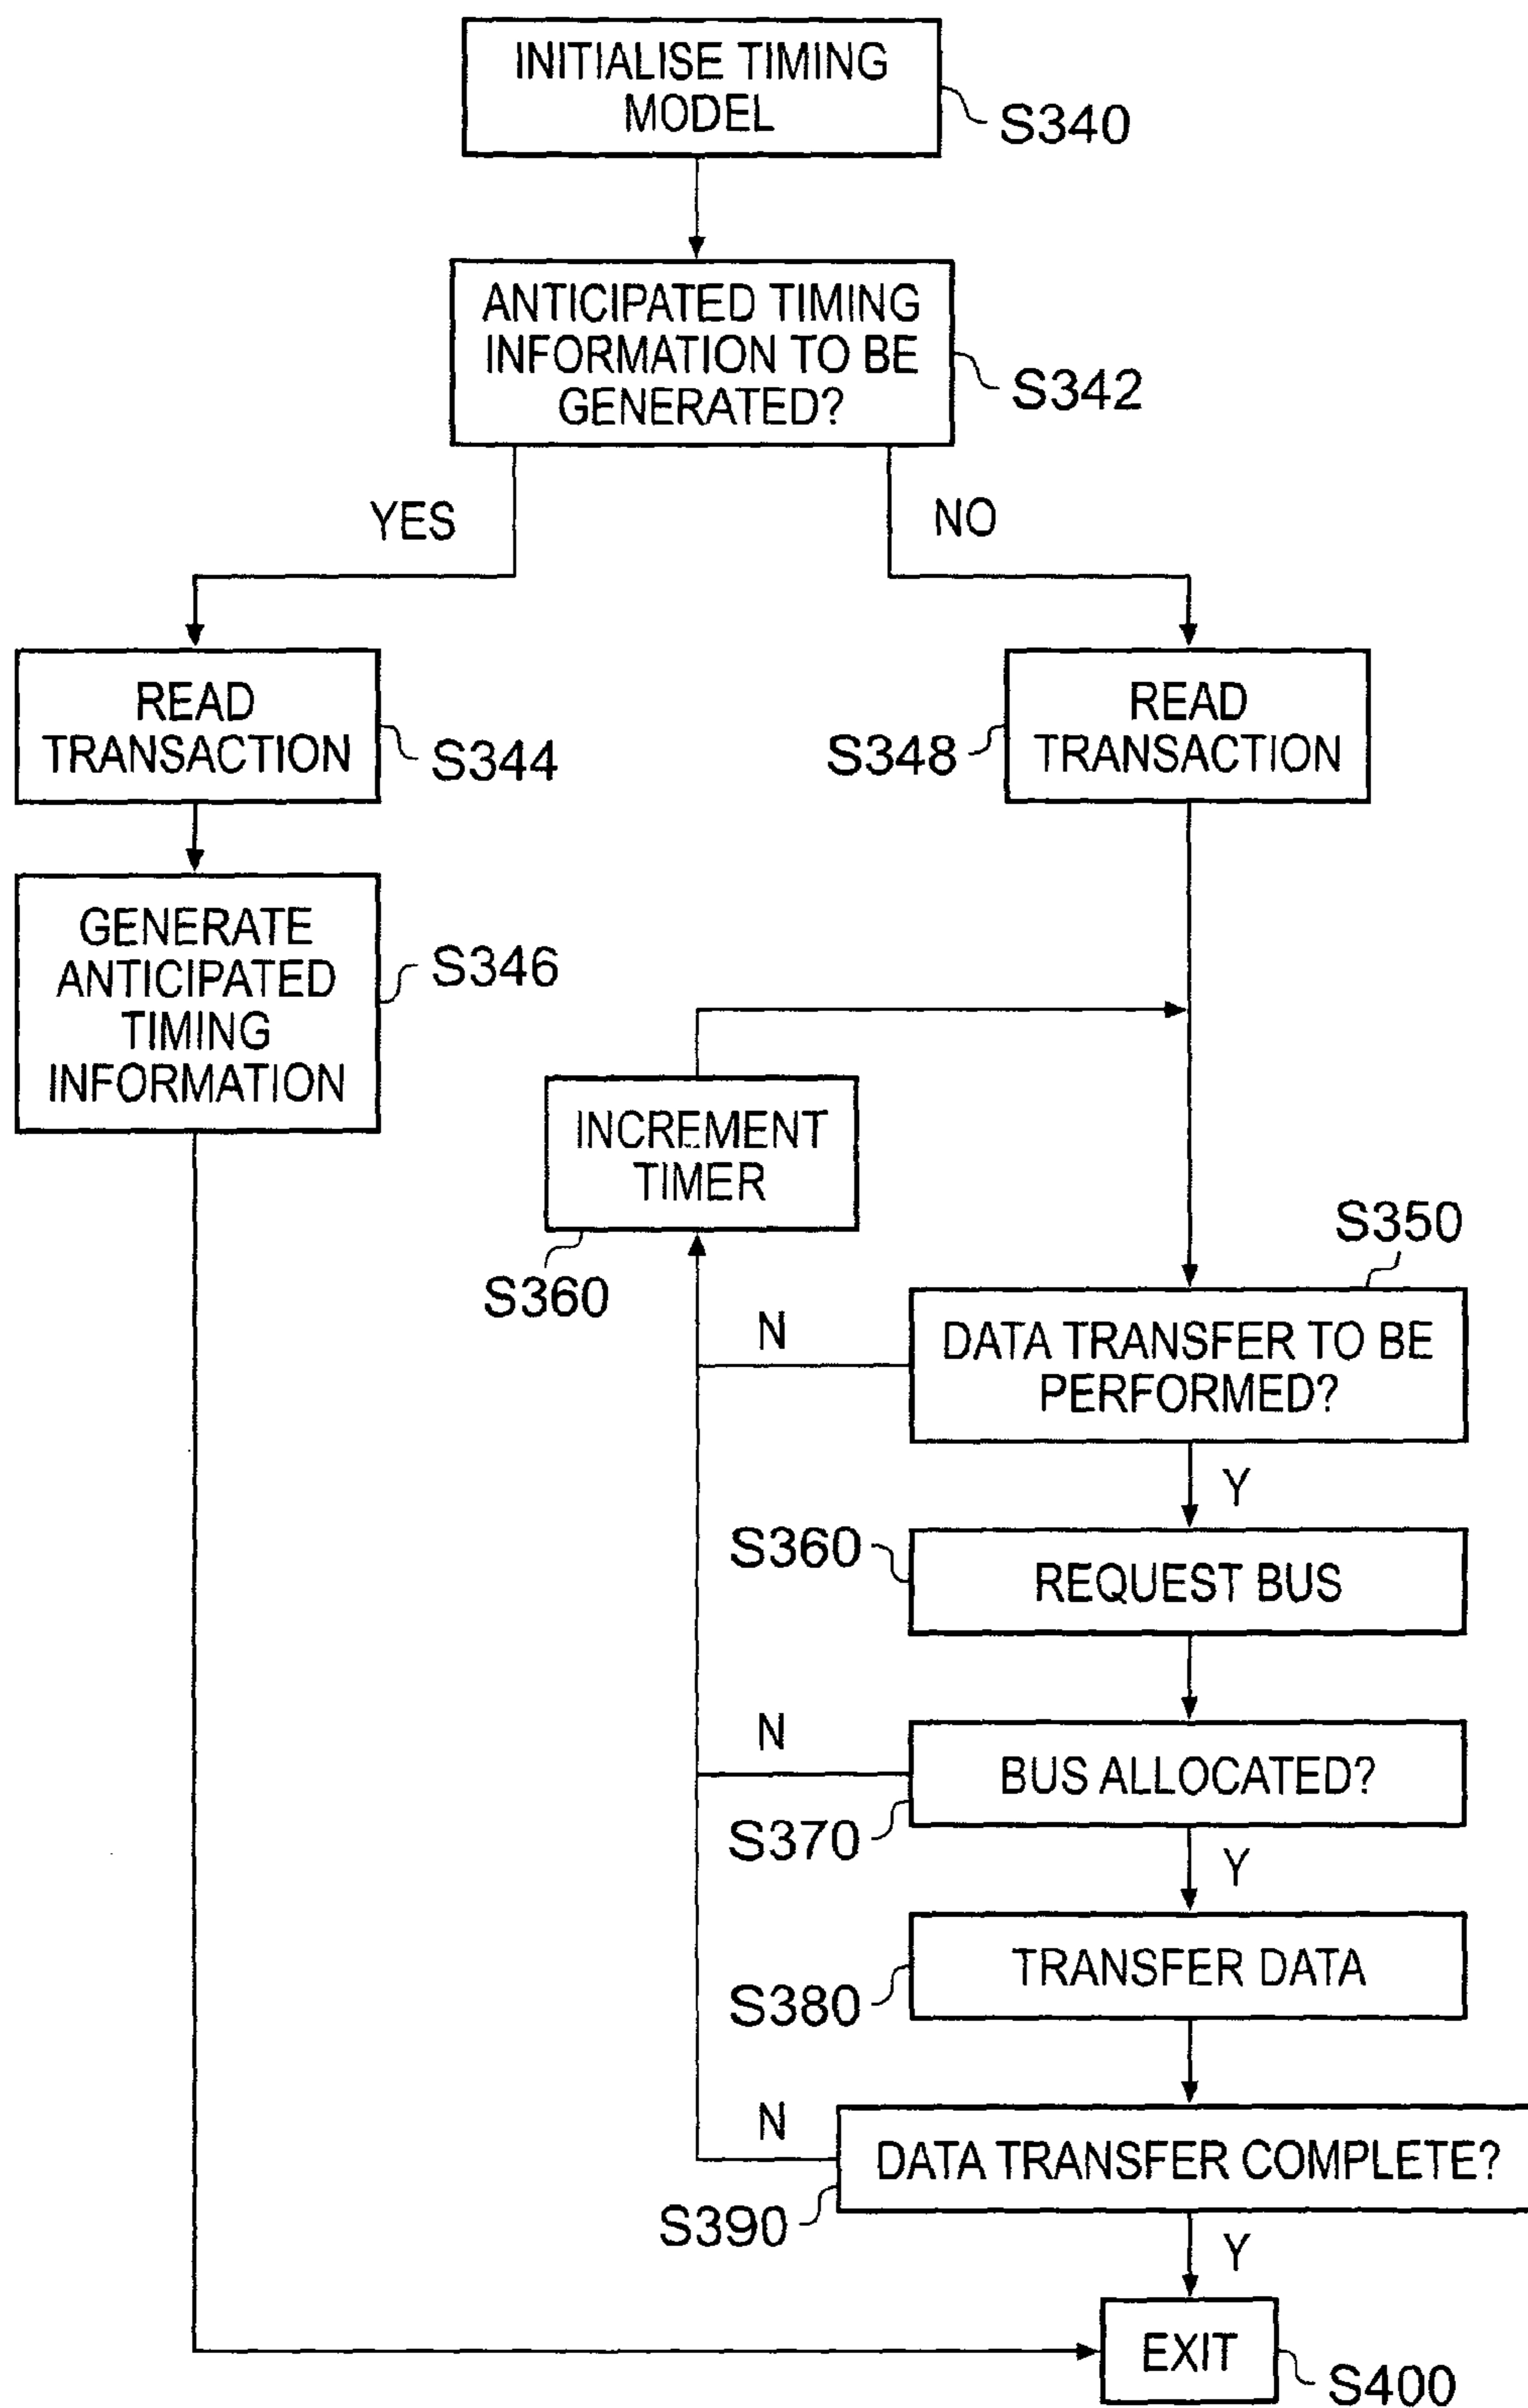 INITIALISE TIMING
MODEL
S340
ANTICIPATED TIMING
INFORMATION TO BE
GENERATED?
S342
YES
NO
READ
TRANSACTION
S344
READ
TRANSACTION
S348
GENERATE
ANTICIPATED
TIMING
INFORMATION
S346
INCREMENT
TIMER
S360
S350
DATA TRANSFER TO BE
PERFORMED?
N
Y
S360
REQUEST BUS
N
BUS ALLOCATED?
S370
Y
TRANSFER DATA
S380
N
DATA TRANSFER COMPLETE?
S390
Y
EXIT
S400